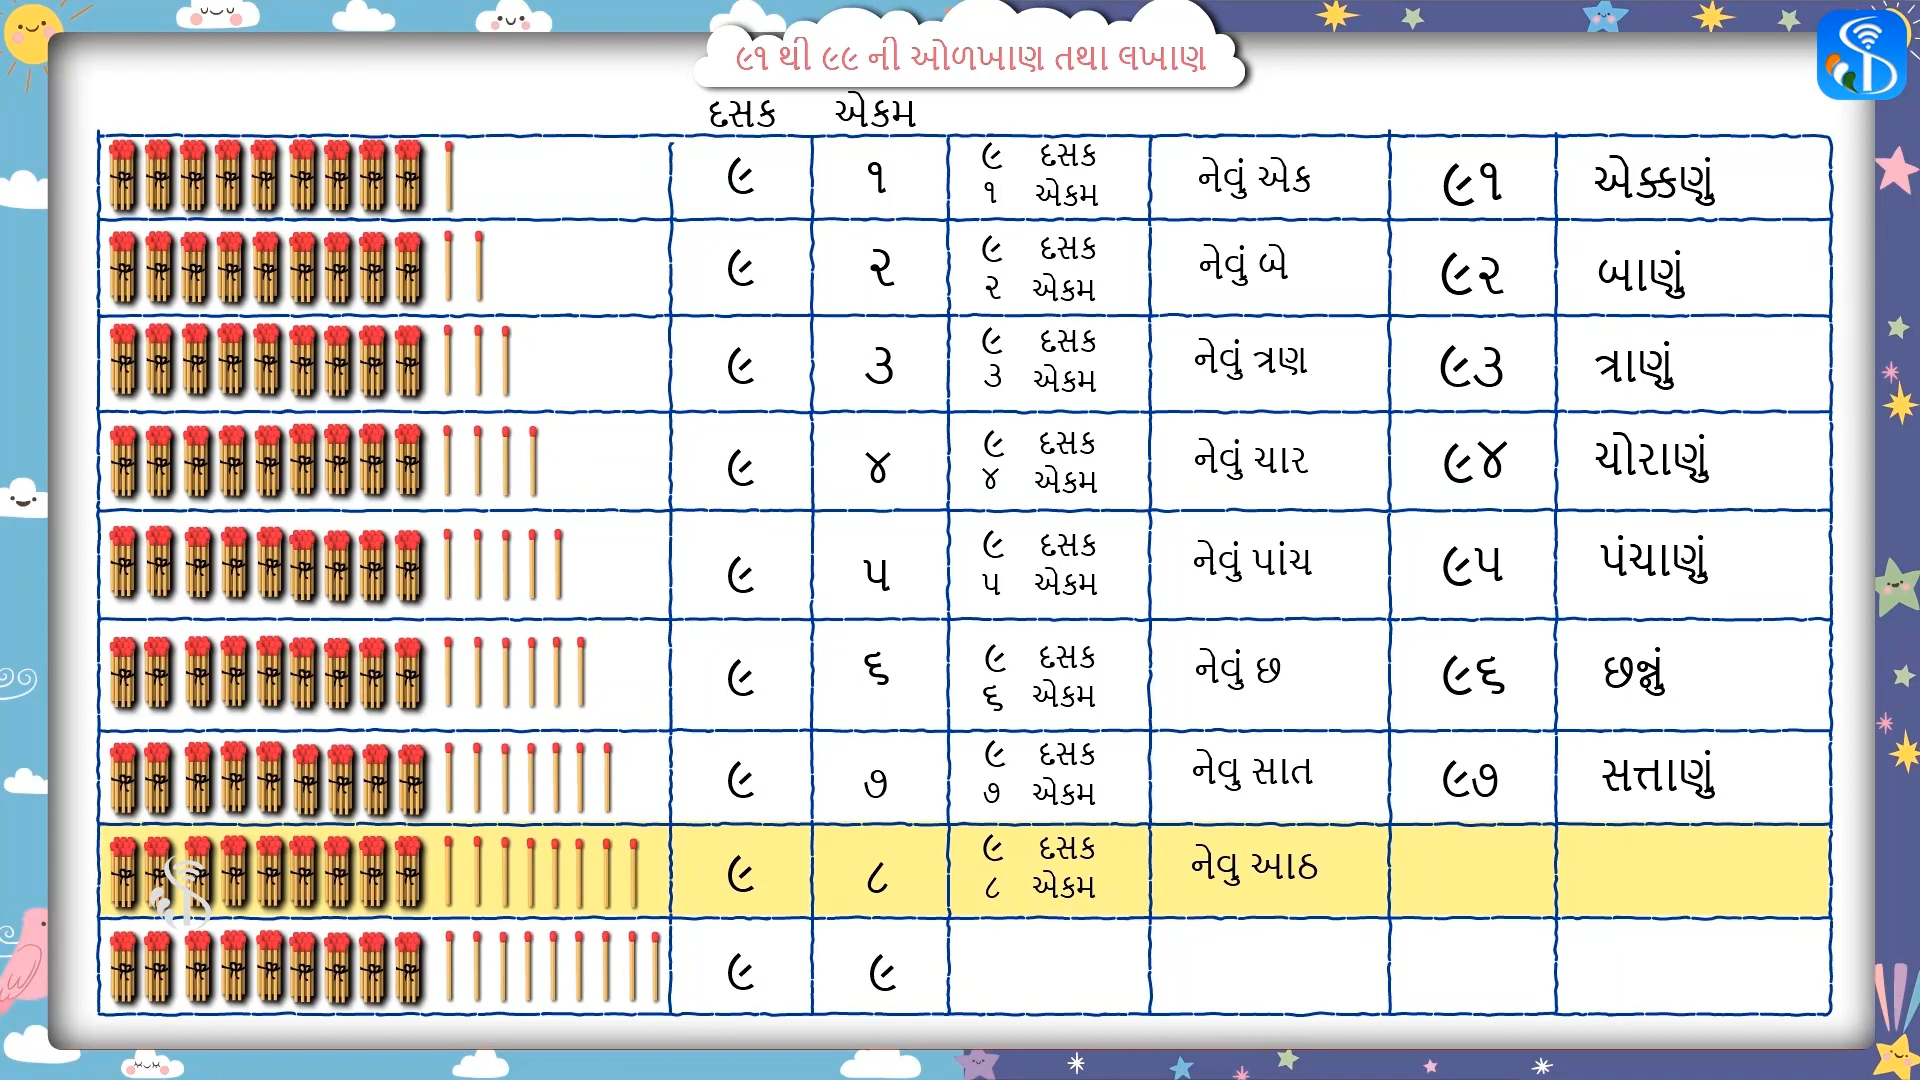 ૯૧ થી ૯૯ ની ઓળખાણ તથા લખાણ
દસક એકમ
૯ ૧ ૯ દસક ૧ એકમ નેવું એક ૯૧ એક્કણું
૯ ૨ ૯ દસક ૨ એકમ નેવું બે ૯૨ બાણું
૯ ૩ ૯ દસક ૩ એકમ નેવું ત્રણ ૯૩ ત્રાણું
૯ ૪ ૯ દસક ૪ એકમ નેવું ચાર ૯૪ ચોરાણું
૯ ૫ ૯ દસક ૫ એકમ નેવું પાંચ ૯૫ પંચાણું
૯ ૬ ૯ દસક ૬ એકમ નેવું છ ૯૬ છન્નું
૯ ૭ ૯ દસક ૭ એકમ નેવુ સાત ૯૭ સત્તાણું
૯ ૮ ૯ દસક ૮ એકમ નેવુ આઠ
૯ ૯